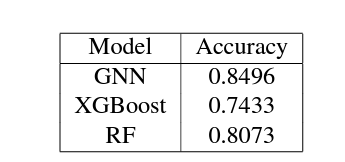 Model Accuracy
GNN 0.8496
XGBoost 0.7433
RF 0.8073